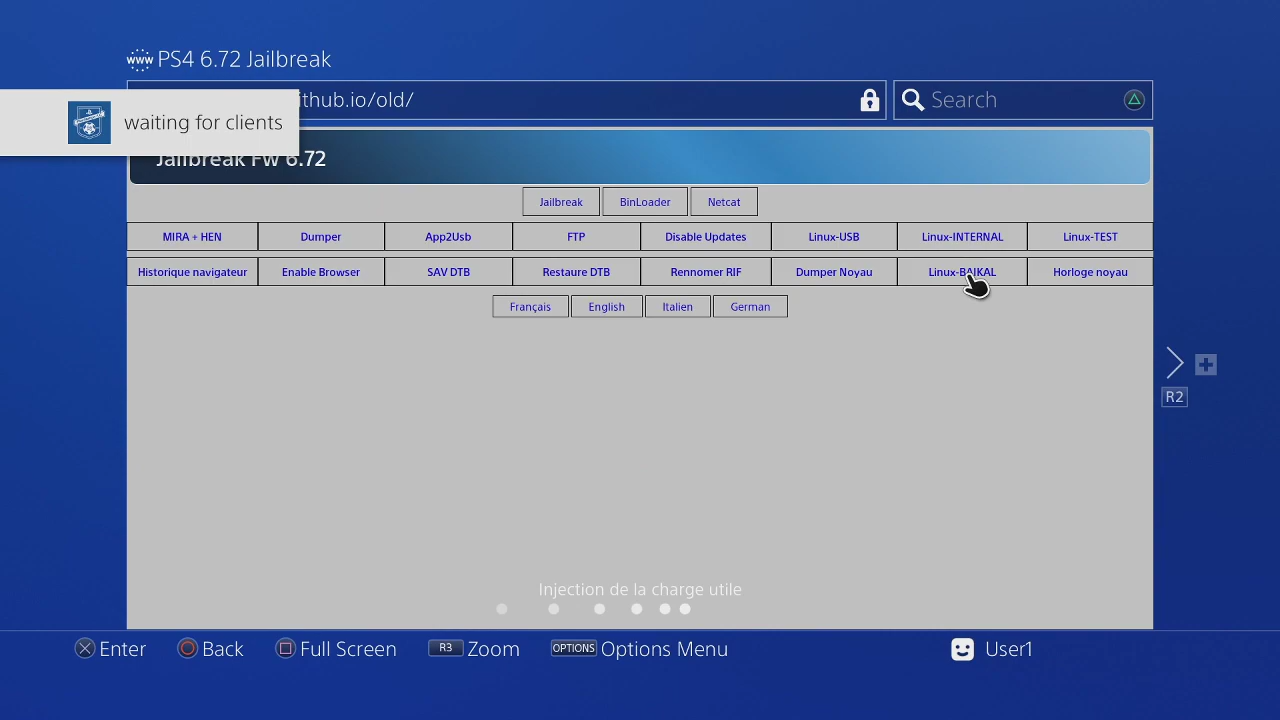 www PS4 6.72 Jailbreak
ithub.io/old/
Search
waiting for clients
Jailbreak FW 6.72
Jailbreak BinLoader Netcat
MIRA + HEN Dumper App2Usb FTP Disable Updates Linux-USB Linux-INTERNAL Linux-TEST
Historique navigateur Enable Browser SAV DTB Restaure DTB Rennomer RIF Dumper Noyau Linux-BAIKAL Horloge noyau
Français English Italien German
R2
Injection de la charge utile
Enter Back Full Screen R3 Zoom OPTIONS Options Menu User1